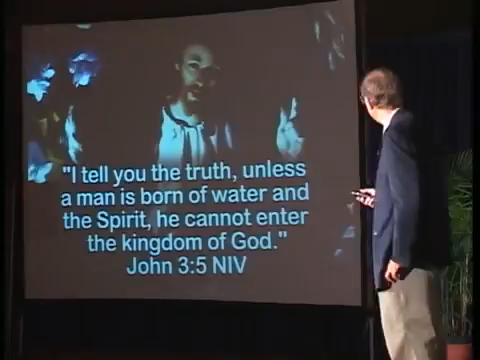 "I tell you the truth, unless
a man is born of water and
the Spirit, he cannot enter
the kingdom of God."
John 3:5 NIV